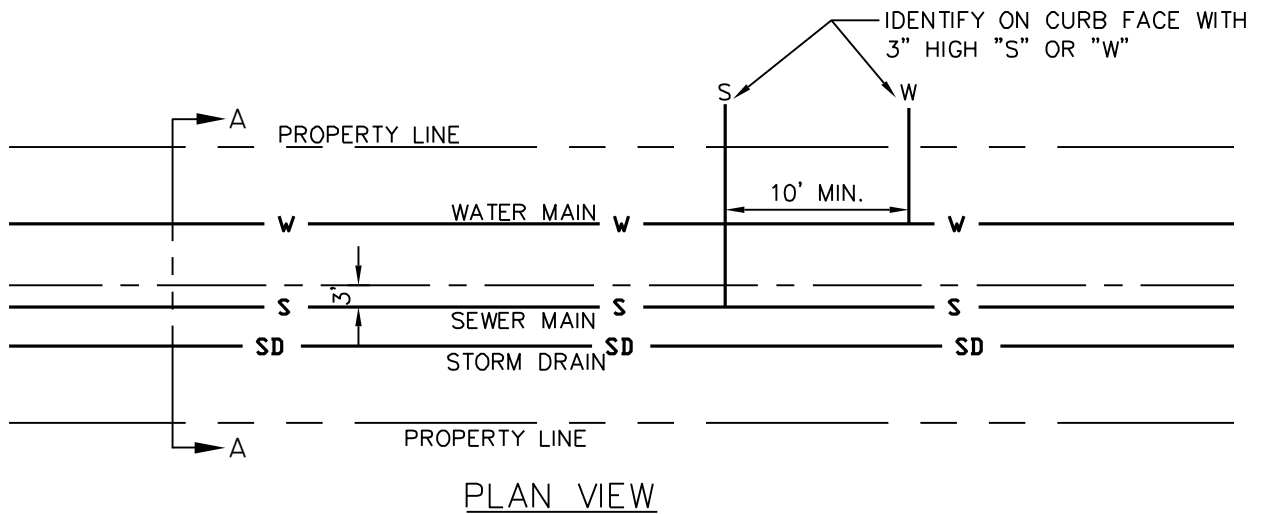 IDENTIFY ON CURB FACE WITH
3" HIGH "S" OR "W"
S
W
A
PROPERTY LINE
10' MIN.
WATER MAIN
W
W
W
3'
S
S
S
SEWER MAIN
SD
SD
SD
STORM DRAIN
PROPERTY LINE
A
PLAN VIEW